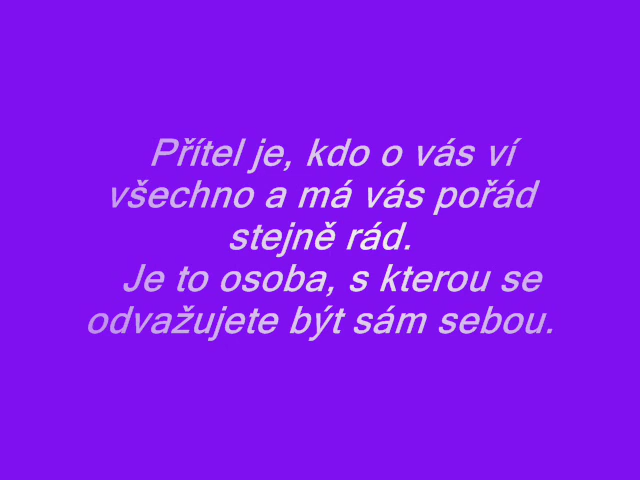 Přítel je, kdo o vás ví
všechno a má vás pořád
stejně rád.
Je to osoba, s kterou se
odvažujete být sám sebou.